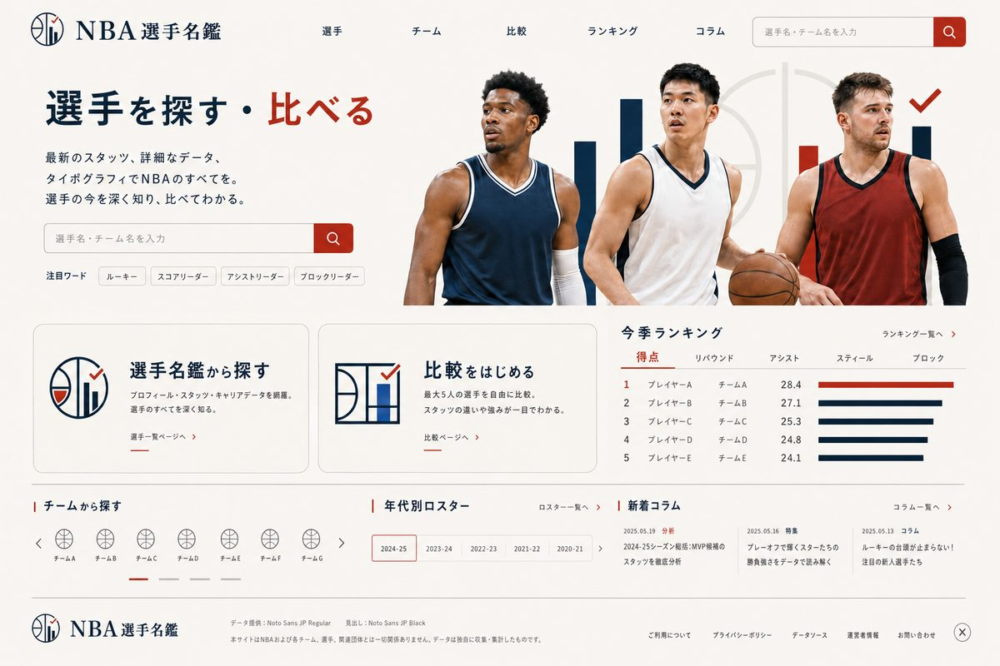 NBA 選手名鑑
選手 チーム 比較 ランキング コラム
選手名・チーム名を入力
選手を探す・比べる
最新のスタッツ、詳細なデータ、
タイポグラフィでNBAのすべてを。
選手の今を深く知り、比べてわかる。
選手名・チーム名を入力
注目ワード ルーキー スコアリーダー アシストリーダー ブロックリーダー
選手名鑑から探す
プロフィール・スタッツ・キャリアデータを網羅。
選手のすべてを深く知る。
選手一覧ページへ
比較をはじめる
最大5人の選手を自由に比較。
スタッツの違いや強みが一目でわかる。
比較ページへ
今季ランキング ランキング一覧へ
得点 リバウンド アシスト スティール ブロック
1 プレイヤーA チームA 28.4
2 プレイヤーB チームB 27.1
3 プレイヤーC チームC 25.3
4 プレイヤーD チームD 24.8
5 プレイヤーE チームE 24.1
チームから探す
チームA チームB チームC チームD チームE チームF チームG
年代別ロスター ロスター一覧へ
2024-25 2023-24 2022-23 2021-22 2020-21
新着コラム コラム一覧へ
2025.05.19 分析
2024-25シーズン総括：MVP候補の
スタッツを徹底分析
2025.05.16 特集
プレーオフで輝くスターたちの
勝負強さをデータで読み解く
2025.05.13 コラム
ルーキーの台頭が止まらない！
注目の新人選手たち
NBA 選手名鑑
データ提供：Noto Sans JP Regular 見出し：Noto Sans JP Black
本サイトはNBAおよび各チーム、選手、関連団体とは一切関係ありません。データは独自に収集・集計したものです。
ご利用について プライバシーポリシー データソース 運営者情報 お問い合わせ X